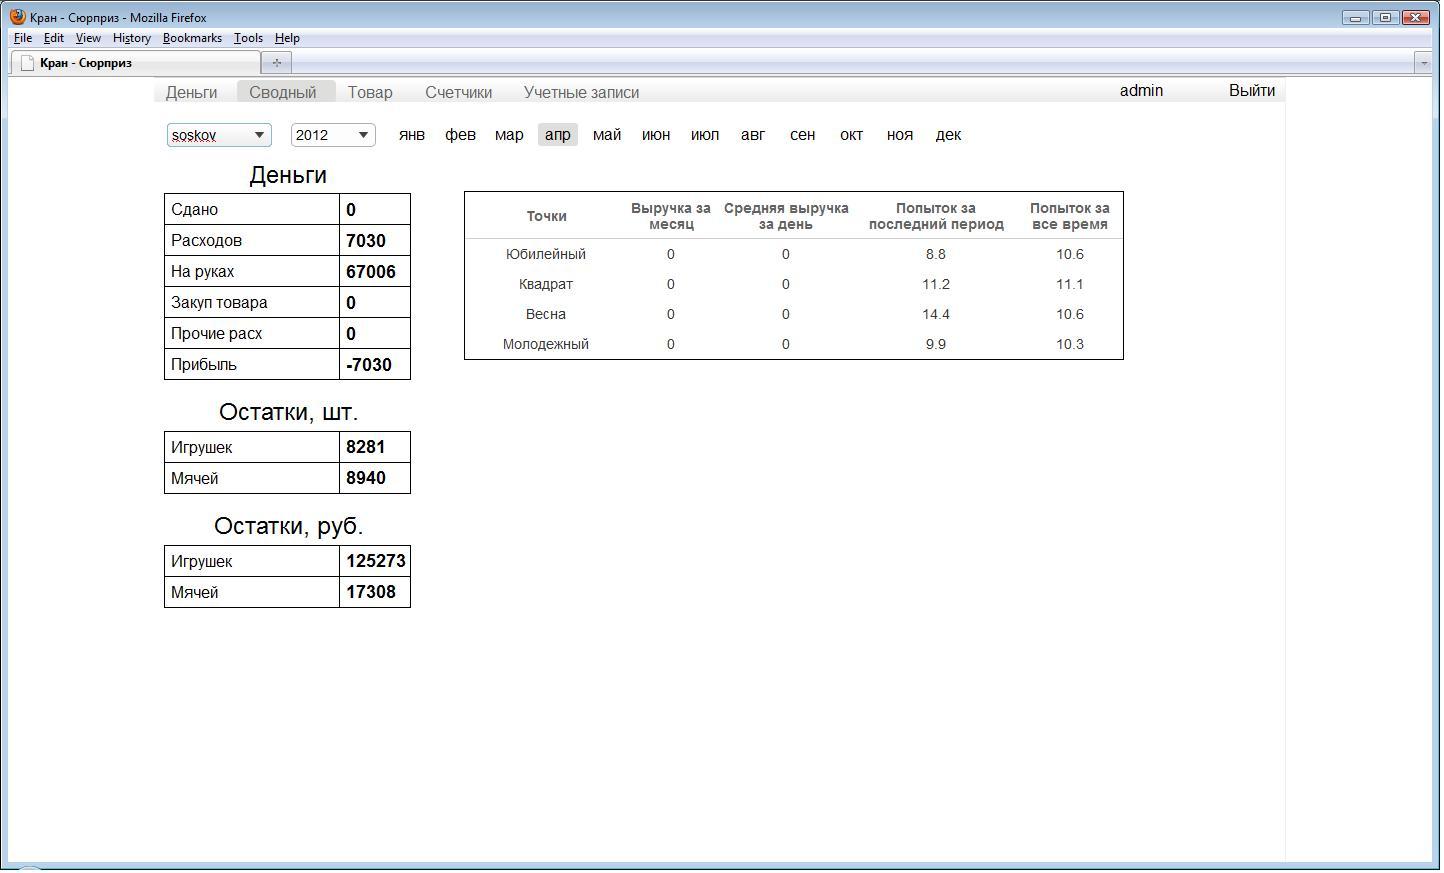 Кран - Сюрприз - Mozilla Firefox
File Edit View History Bookmarks Tools Help
Кран - Сюрприз
Деньги Сводный Товар Счетчики Учетные записи admin Выйти
soskov 2012 янв фев мар апр май июн июл авг сен окт ноя дек
Деньги
Сдано 0
Расходов 7030
На руках 67006
Закуп товара 0
Прочие расх 0
Прибыль -7030
Остатки, шт.
Игрушек 8281
Мячей 8940
Остатки, руб.
Игрушек 125273
Мячей 17308
Точки Выручка за месяц Средняя выручка за день Попыток за последний период Попыток за все время
Юбилейный 0 0 8.8 10.6
Квадрат 0 0 11.2 11.1
Весна 0 0 14.4 10.6
Молодежный 0 0 9.9 10.3